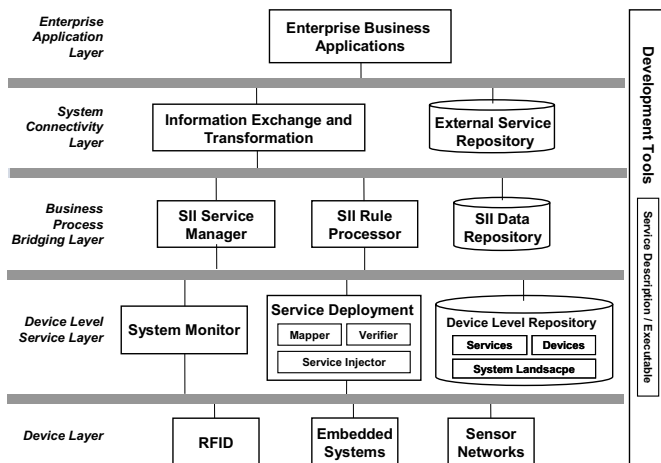 Enterprise
Application
Layer
Enterprise Business
Applications
System
Connectivity
Layer
Information Exchange and
Transformation
External Service
Repository
Business
Process
Bridging Layer
SII Service
Manager
SII Rule
Processor
SII Data
Repository
Device Level
Service Layer
System Monitor
Service Deployment
Mapper
Verifier
Service Injector
Device Level Repository
Services
Devices
System Landsacpe
Device Layer
RFID
Embedded
Systems
Sensor
Networks
Development Tools
Service Description / Executable